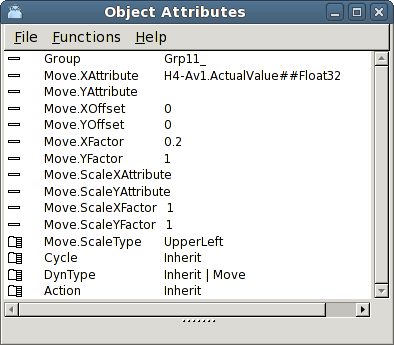 Object Attributes
File Functions Help
Group Grp11_
Move.XAttribute H4-Av1.ActualValue##Float32
Move.YAttribute
Move.XOffset 0
Move.YOffset 0
Move.XFactor 0.2
Move.YFactor 1
Move.ScaleXAttribute
Move.ScaleYAttribute
Move.ScaleXFactor 1
Move.ScaleYFactor 1
Move.ScaleType UpperLeft
Cycle Inherit
DynType Inherit | Move
Action Inherit